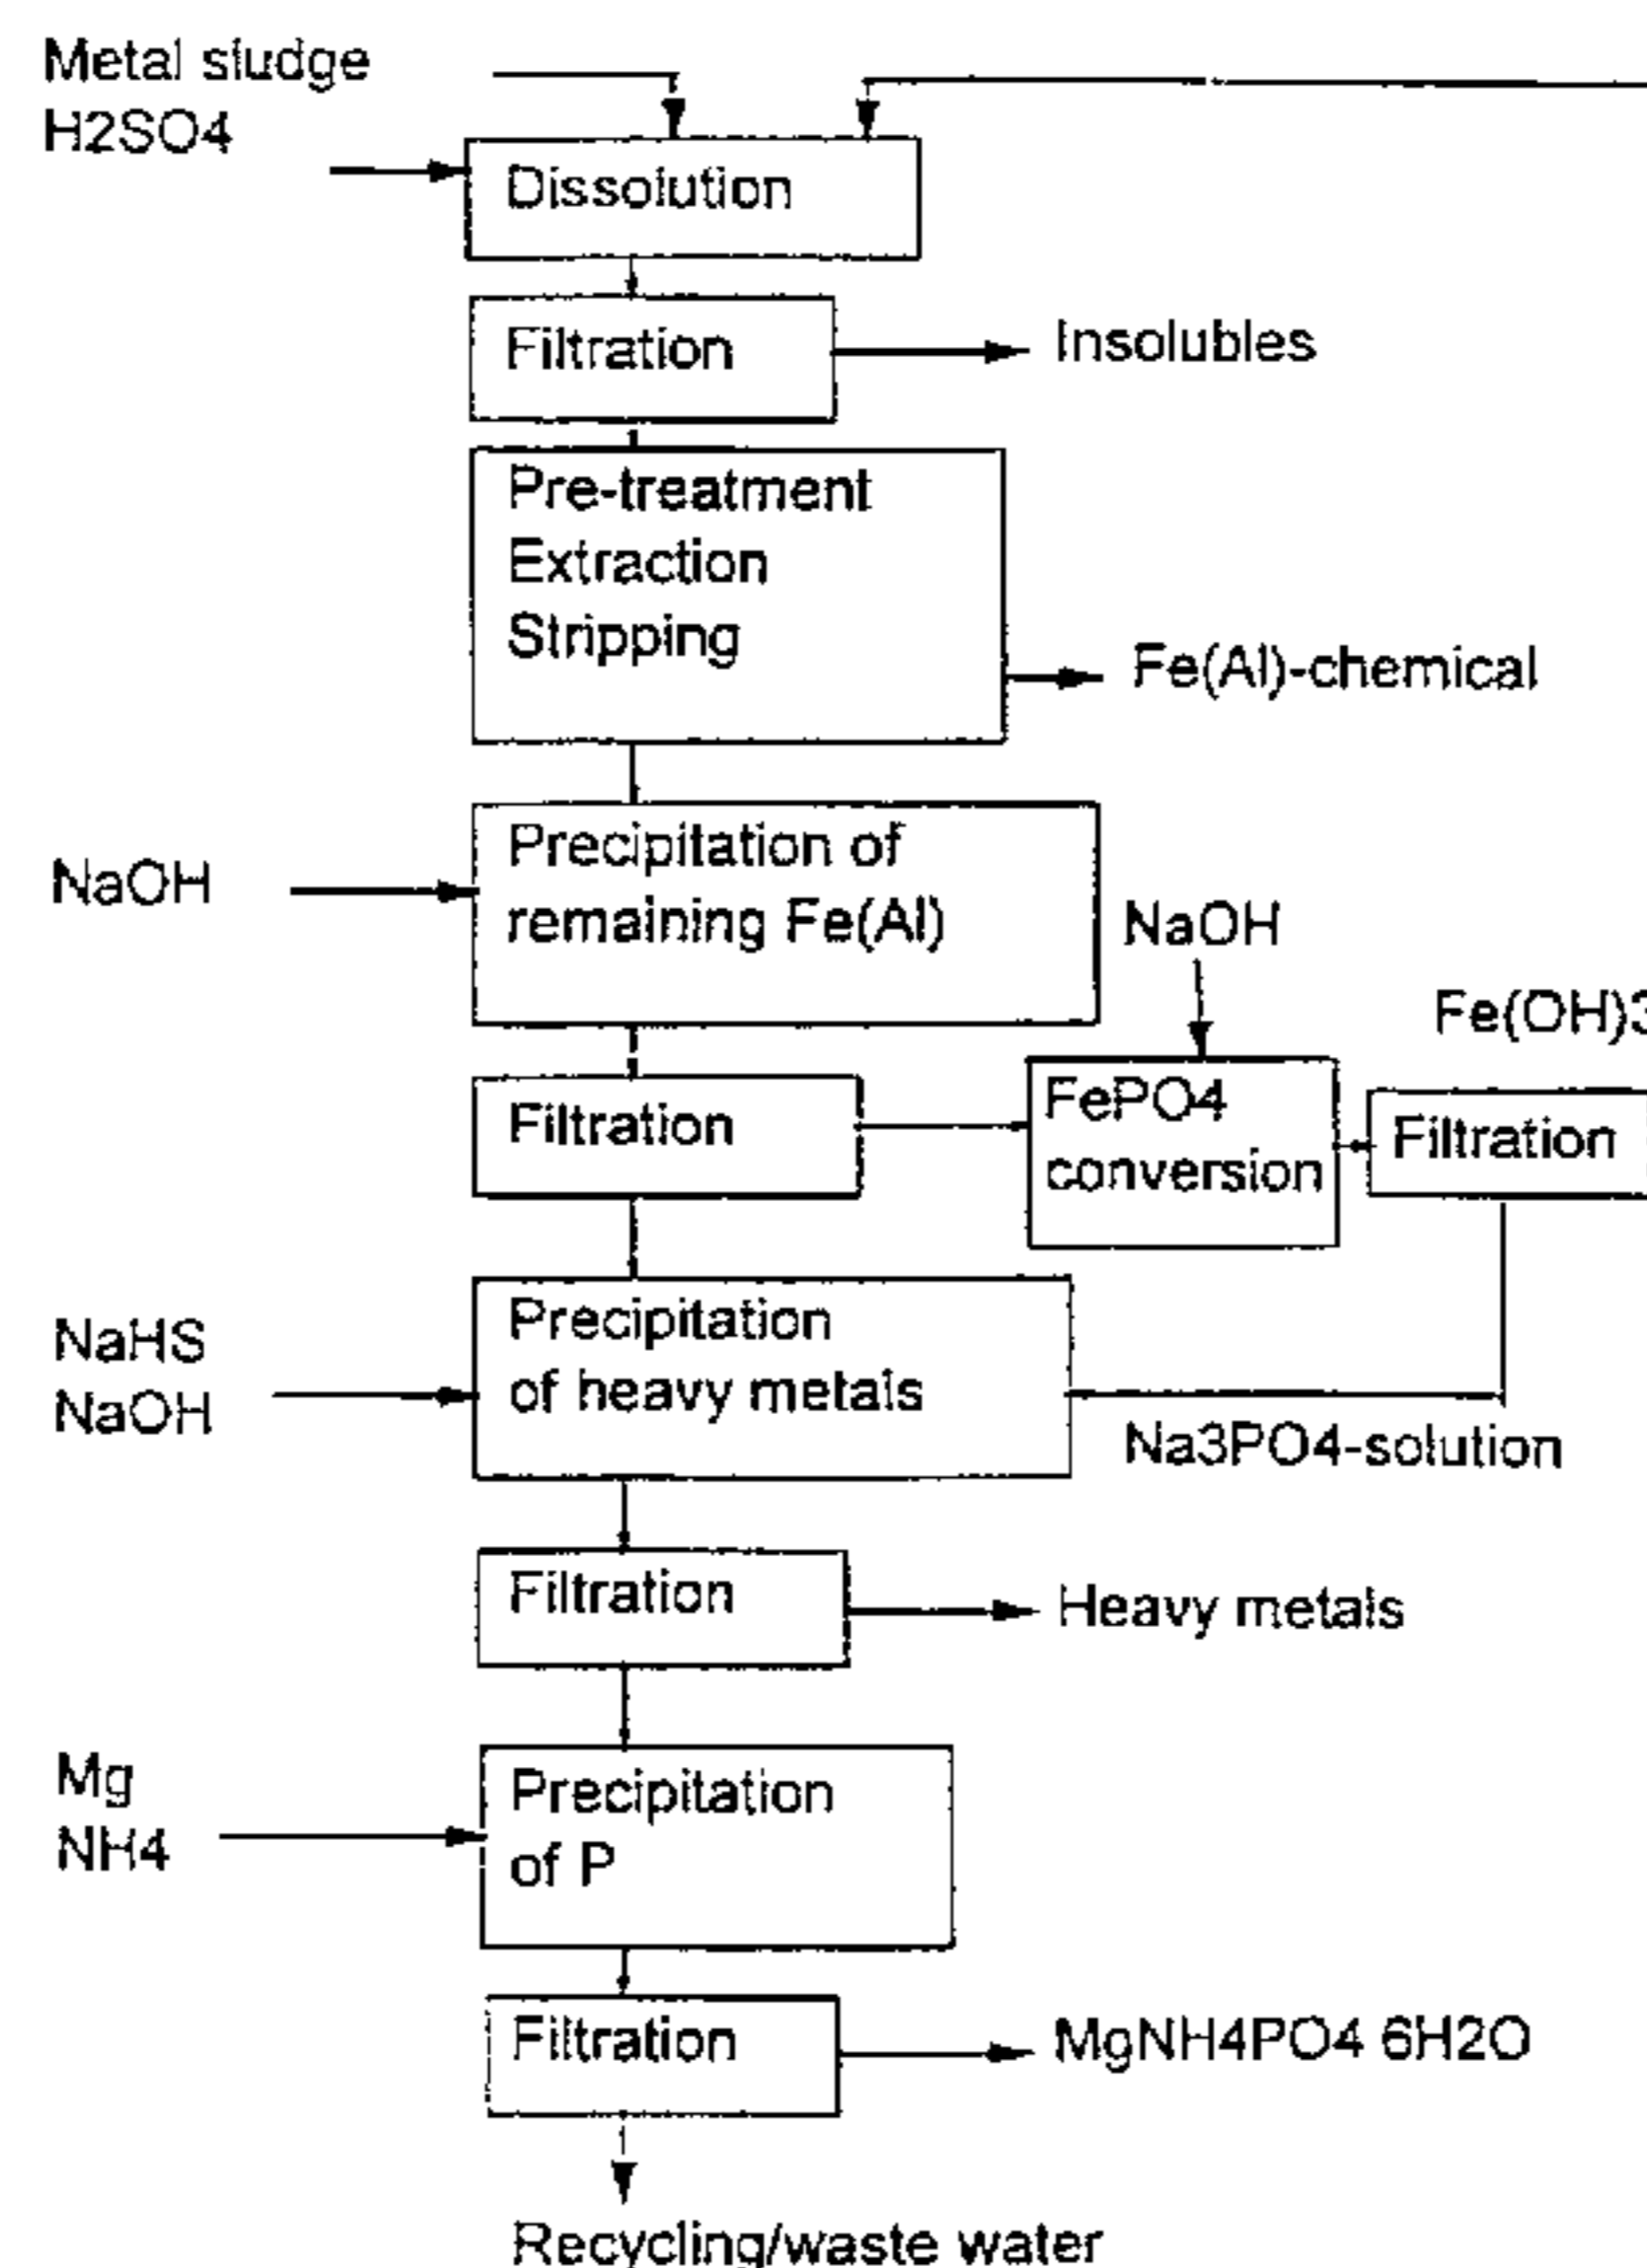 Metal sludge
H2SO4
Dissolution
Filtration
Insolubles
Pre-treatment
Extraction
Stripping
Fe(Al)-chemical
NaOH
Precipitation of
remaining Fe(Al)
NaOH
Fe(OH)3
Filtration
FePO4
conversion
Filtration
NaHS
NaOH
Precipitation
of heavy metals
Na3PO4-solution
Filtration
Heavy metals
Mg
NH4
Precipitation
of P
Filtration
MgNH4PO4 6H2O
Recycling/waste water